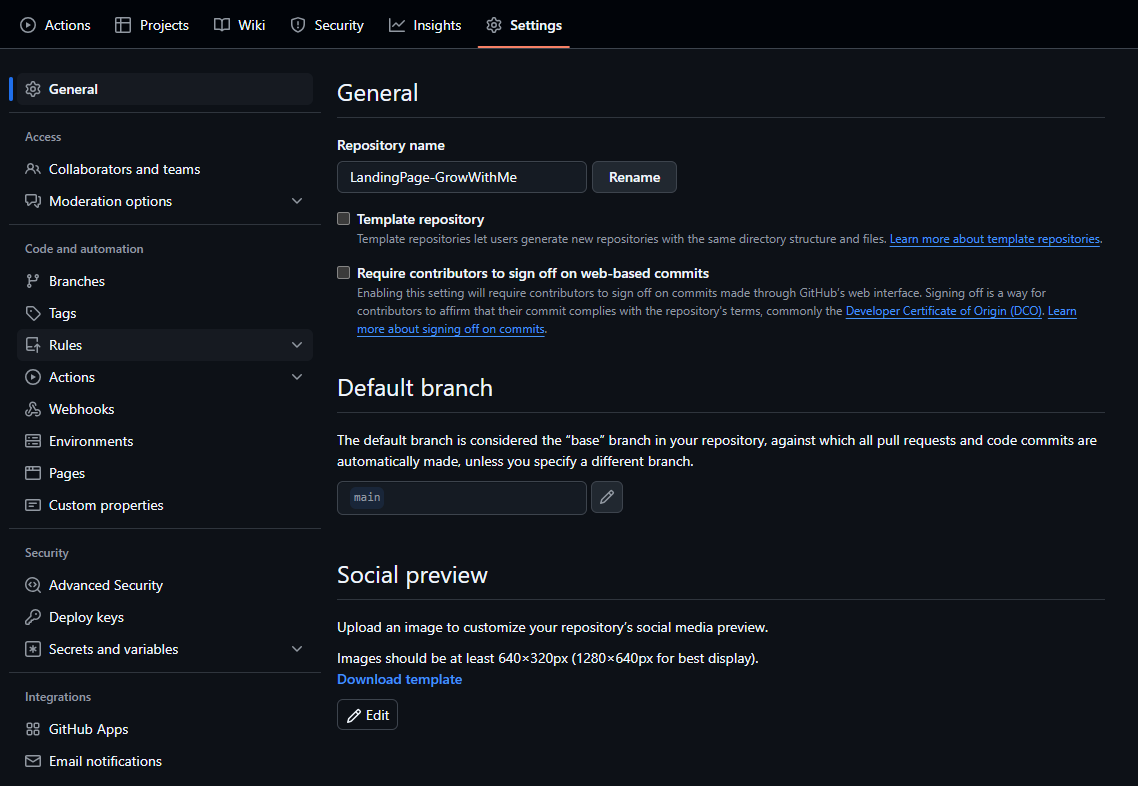 Actions
Projects
Wiki
Security
Insights
Settings
General
Access
Collaborators and teams
Moderation options
Code and automation
Branches
Tags
Rules
Actions
Webhooks
Environments
Pages
Custom properties
Security
Advanced Security
Deploy keys
Secrets and variables
Integrations
GitHub Apps
Email notifications
General
Repository name
LandingPage-GrowWithMe
Rename
Template repository
Template repositories let users generate new repositories with the same directory structure and files. Learn more about template repositories.
Require contributors to sign off on web-based commits
Enabling this setting will require contributors to sign off on commits made through GitHub's web interface. Signing off is a way for
contributors to affirm that their commit complies with the repository's terms, commonly the Developer Certificate of Origin (DCO). Learn
more about signing off on commits.
Default branch
The default branch is considered the “base” branch in your repository, against which all pull requests and code commits are
automatically made, unless you specify a different branch.
main
Social preview
Upload an image to customize your repository's social media preview.
Images should be at least 640×320px (1280×640px for best display).
Download template
Edit